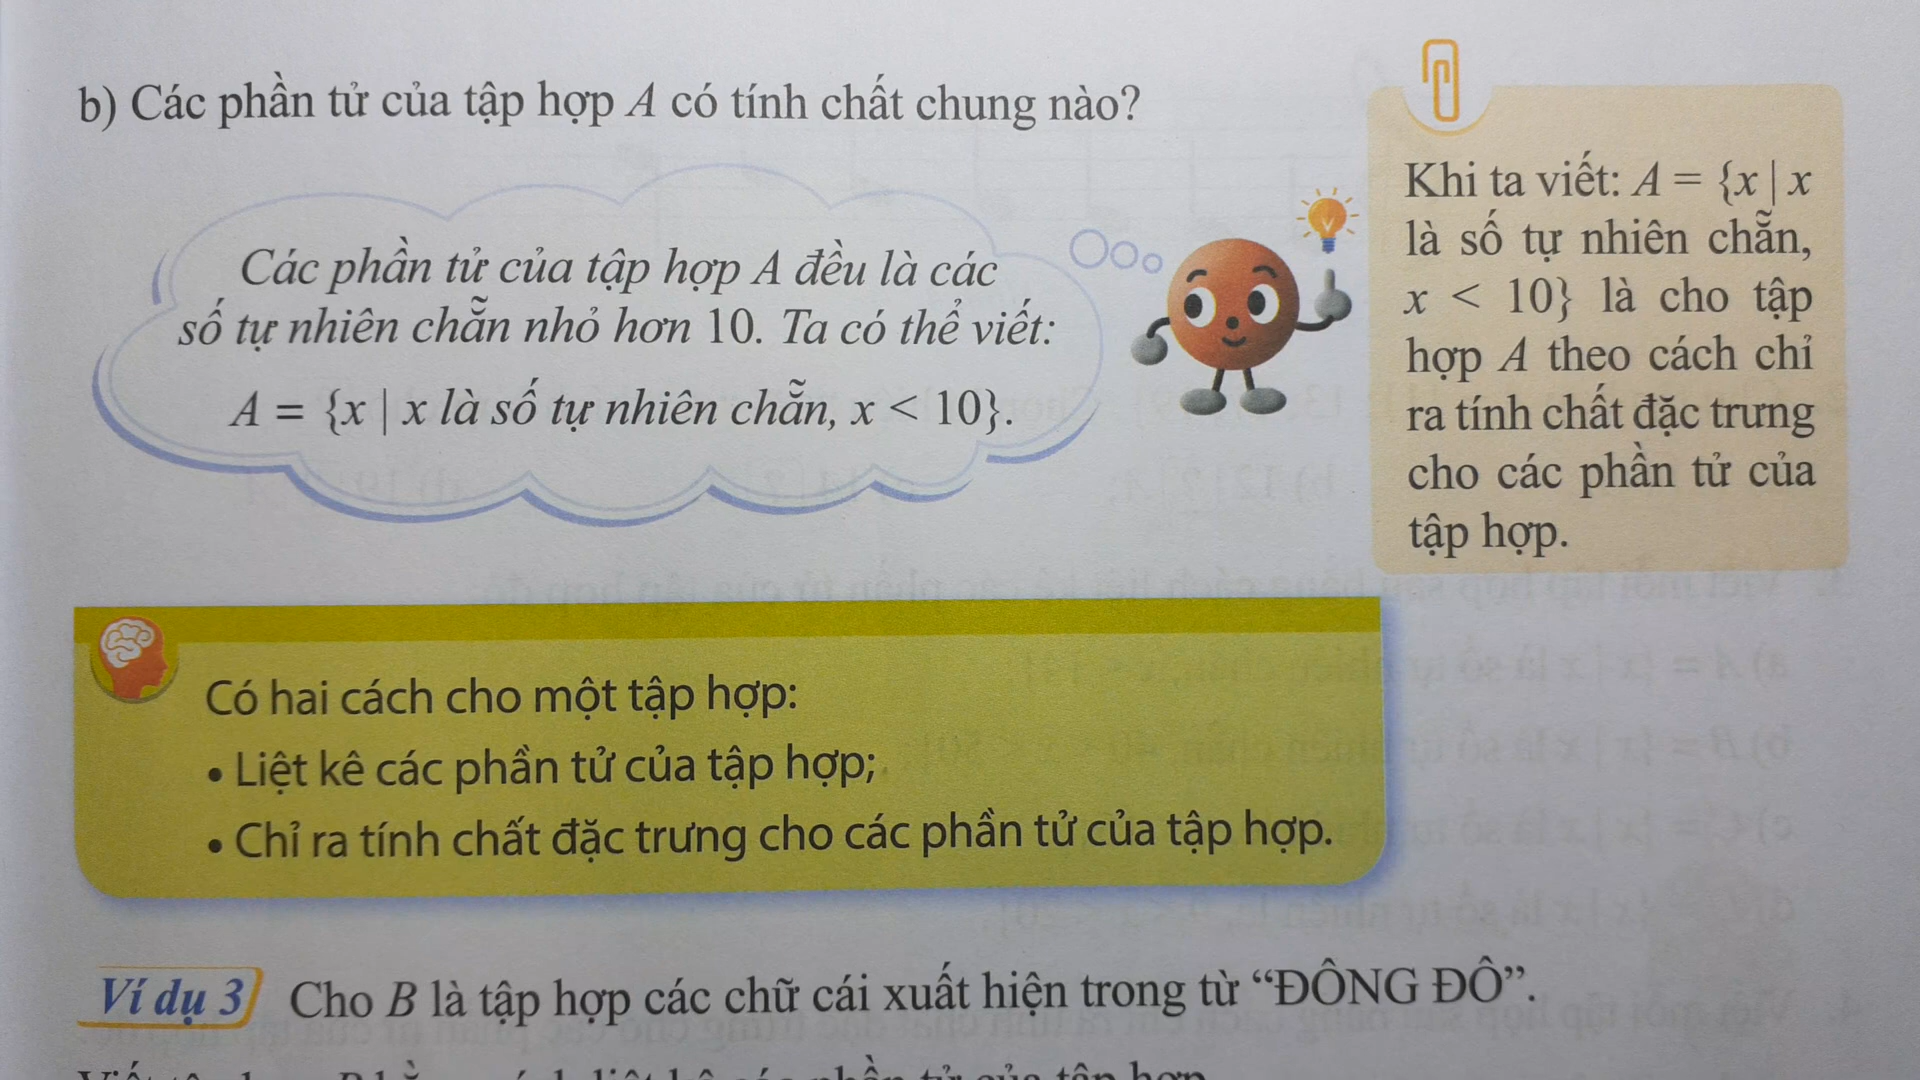 b) Các phần tử của tập hợp A có tính chất chung nào?
Các phần tử của tập hợp A đều là các
số tự nhiên chẵn nhỏ hơn 10. Ta có thể viết:
A = {x | x là số tự nhiên chẵn, x < 10}.
Khi ta viết: A = {x | x
là số tự nhiên chẵn,
x < 10} là cho tập
hợp A theo cách chỉ
ra tính chất đặc trưng
cho các phần tử của
tập hợp.
Có hai cách cho một tập hợp:
• Liệt kê các phần tử của tập hợp;
• Chỉ ra tính chất đặc trưng cho các phần tử của tập hợp.
Ví dụ 3 Cho B là tập hợp các chữ cái xuất hiện trong từ “ĐÔNG ĐÔ”.